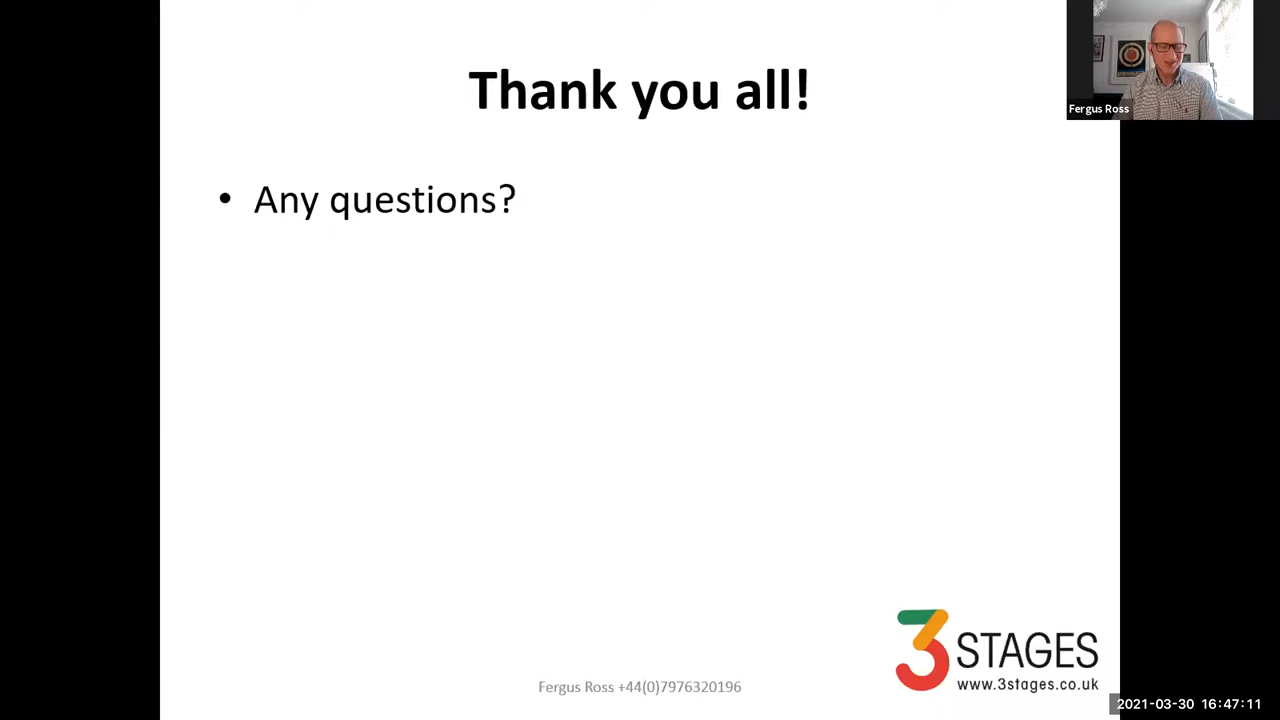 Thank you all!
Fergus Ross
• Any questions?
3 STAGES
www.3stages.co.uk
Fergus Ross +44(0)7976320196
2021-03-30 16:47:11